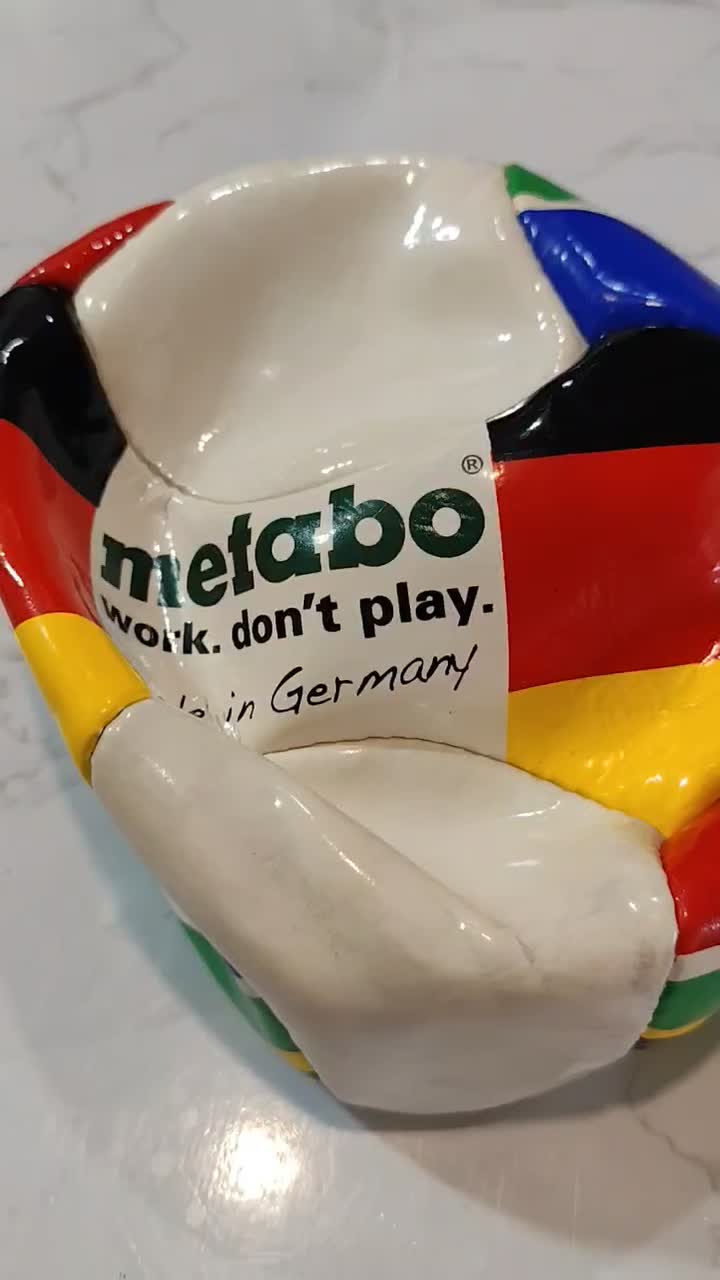 metabo®
work. don't play.
in Germany